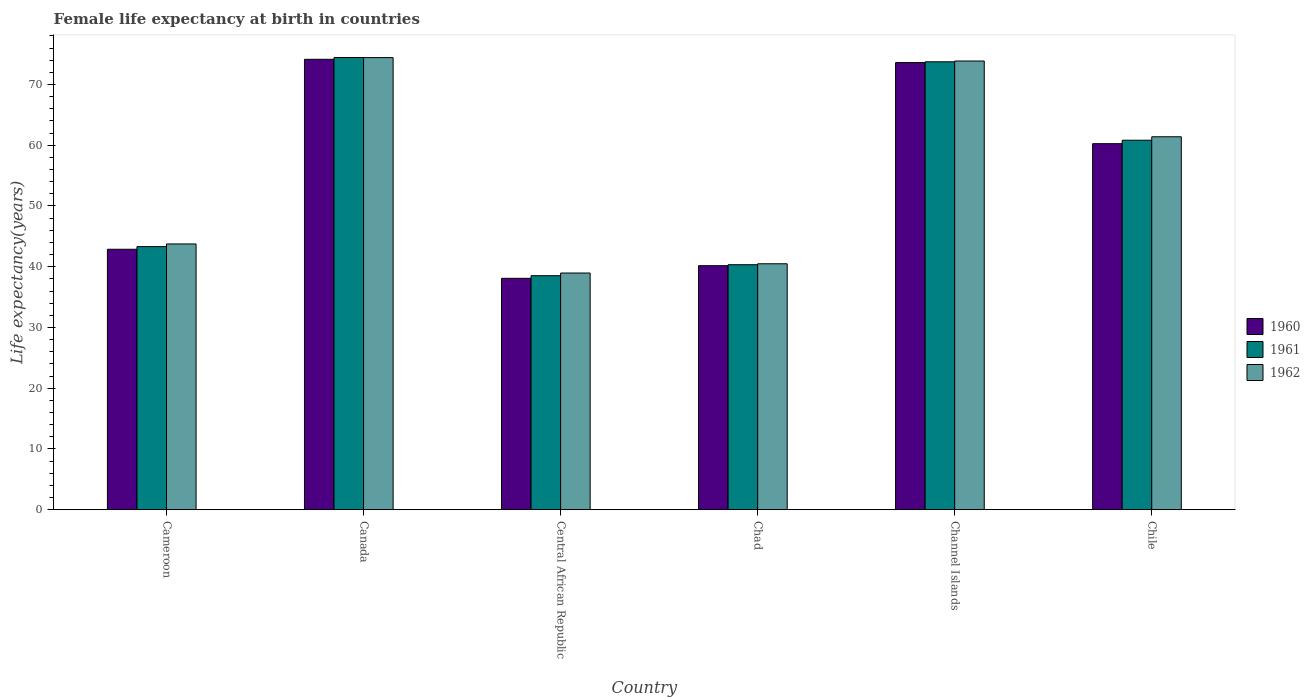 Female life expectancy at birth in countries
Life expectancy(years)
0
10
20
30
40
50
60
70
Cameroon
Canada
Central African Republic
Chad
Channel Islands
Chile
Country
1960
1961
1962